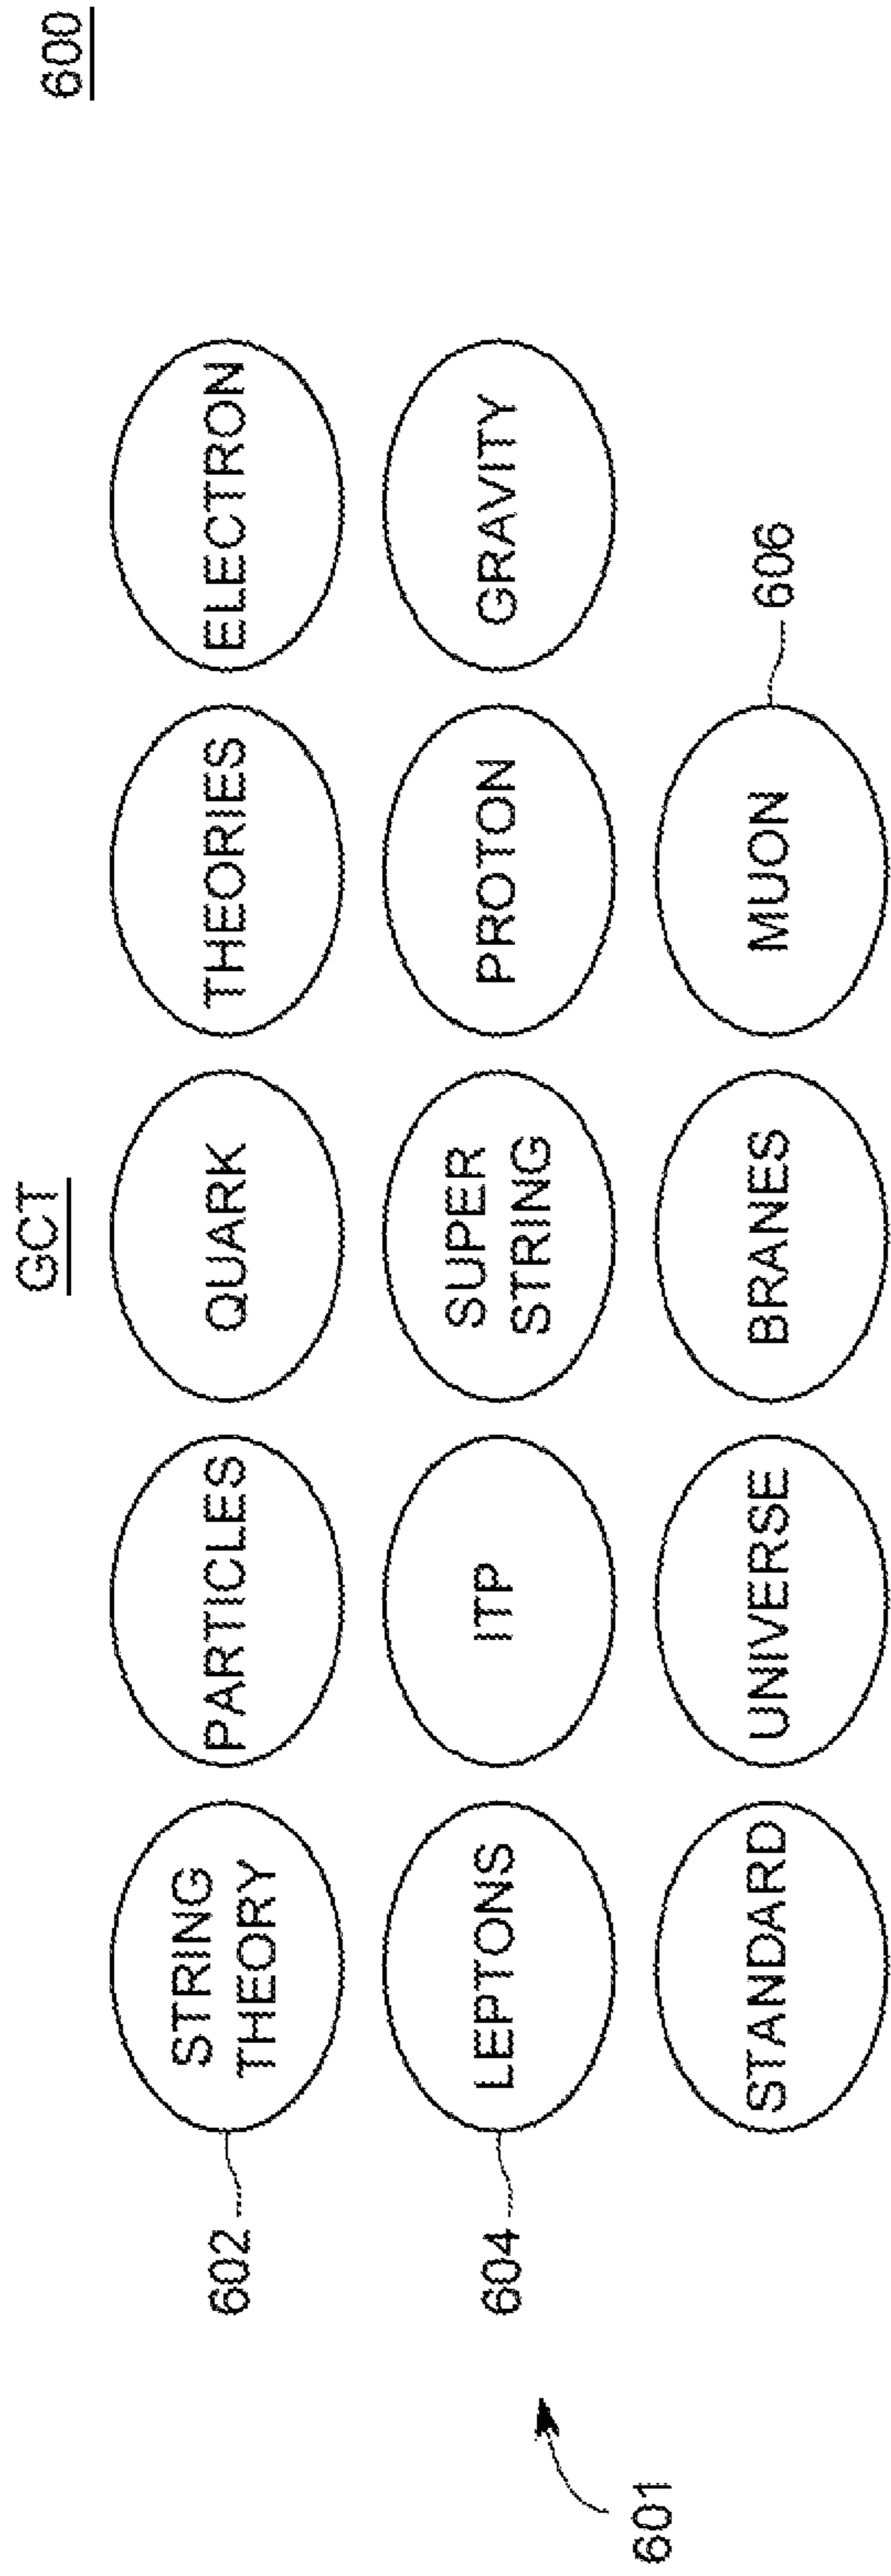 600
GCT
STRING
THEORY
PARTICLES
QUARK
THEORIES
ELECTRON
602
LEPTONS
ITP
SUPER
STRING
PROTON
GRAVITY
604
STANDARD
UNIVERSE
BRANES
MUON
606
601